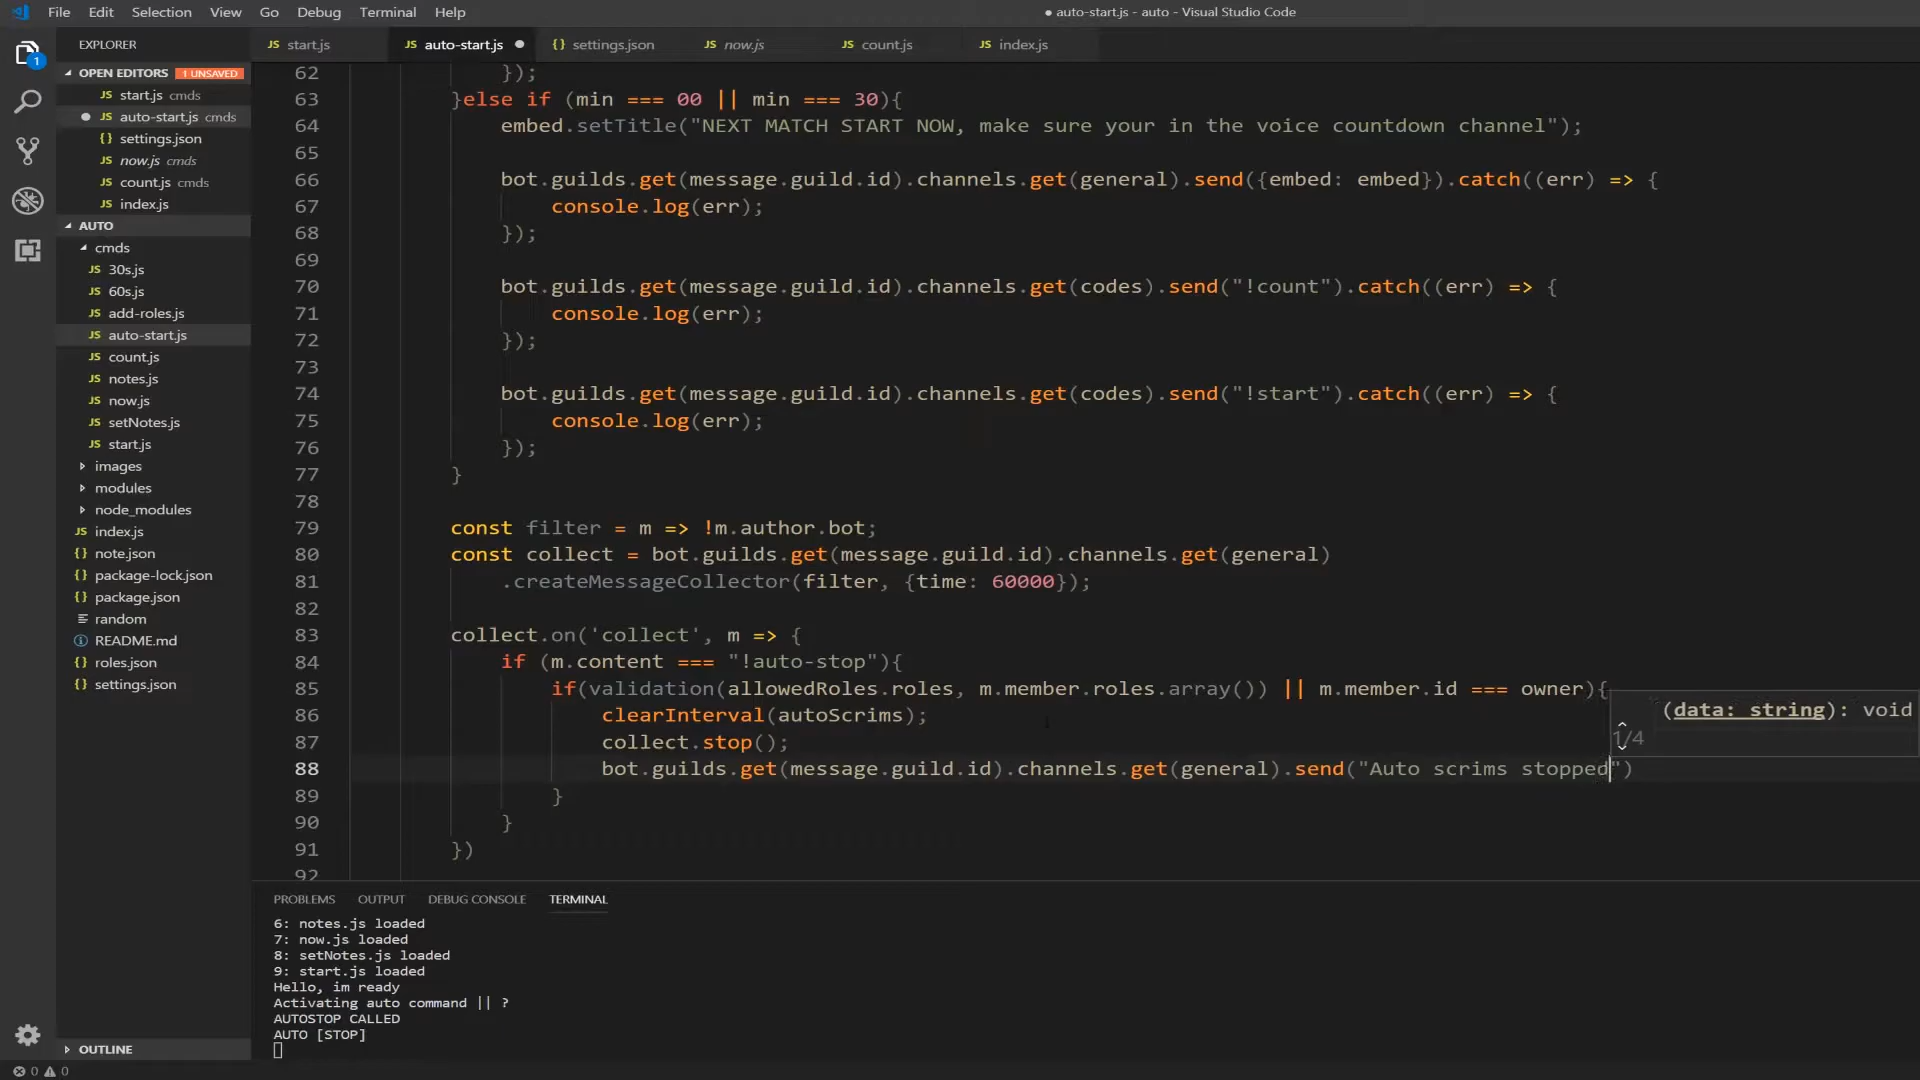 File Edit Selection View Go Debug Terminal Help
● auto-start.js - auto - Visual Studio Code
1
EXPLORER
OPEN EDITORS 1 UNSAVED
JS start.js cmds
● JS auto-start.js cmds
{} settings.json
JS now.js cmds
JS count.js cmds
JS index.js
AUTO
cmds
JS 30s.js
JS 60s.js
JS add-roles.js
JS auto-start.js
JS count.js
JS notes.js
JS now.js
JS setNotes.js
JS start.js
images
modules
node_modules
JS index.js
{} note.json
{} package-lock.json
{} package.json
random
README.md
{} roles.json
{} settings.json
OUTLINE
JS start.js JS auto-start.js ● {} settings.json JS now.js JS count.js JS index.js
62 });
63 }else if (min === 00 || min === 30){
64 embed.setTitle("NEXT MATCH START NOW, make sure your in the voice countdown channel");
65
66 bot.guilds.get(message.guild.id).channels.get(general).send({embed: embed}).catch((err) => {
67 console.log(err);
68 });
69
70 bot.guilds.get(message.guild.id).channels.get(codes).send("!count").catch((err) => {
71 console.log(err);
72 });
73
74 bot.guilds.get(message.guild.id).channels.get(codes).send("!start").catch((err) => {
75 console.log(err);
76 });
77 }
78
79 const filter = m => !m.author.bot;
80 const collect = bot.guilds.get(message.guild.id).channels.get(general)
81 .createMessageCollector(filter, {time: 60000});
82
83 collect.on('collect', m => {
84 if (m.content === "!auto-stop"){
85 if(validation(allowedRoles.roles, m.member.roles.array()) || m.member.id === owner){
86 clearInterval(autoScrims);
87 collect.stop();
88 bot.guilds.get(message.guild.id).channels.get(general).send("Auto scrims stopped")
89 }
90 }
91 })
92
(data: string): void
1/4
PROBLEMS OUTPUT DEBUG CONSOLE TERMINAL
6: notes.js loaded
7: now.js loaded
8: setNotes.js loaded
9: start.js loaded
Hello, im ready
Activating auto command || ?
AUTOSTOP CALLED
AUTO [STOP]
0 0